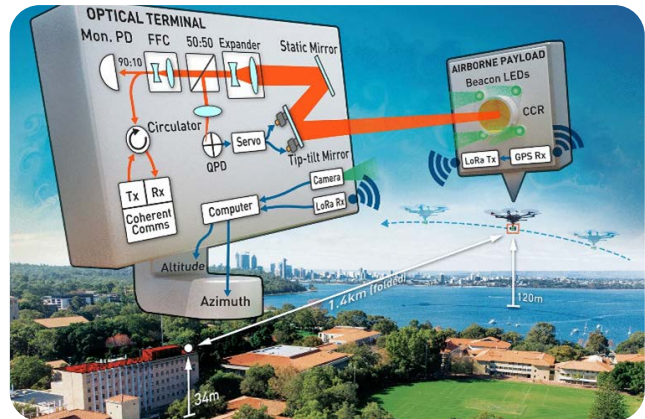 OPTICAL TERMINAL
Mon. PD FFC 50:50 Expander
Static Mirror
90:10
Circulator
QPD
Servo
Tip-tilt Mirror
Tx Rx
Coherent
Comms
Computer
Camera
LoRa Rx
Altitude
Azimuth
AIRBORNE PAYLOAD
Beacon LEDs
CCR
LoRa Tx
GPS Rx
1.4km (folded)
120m
34m